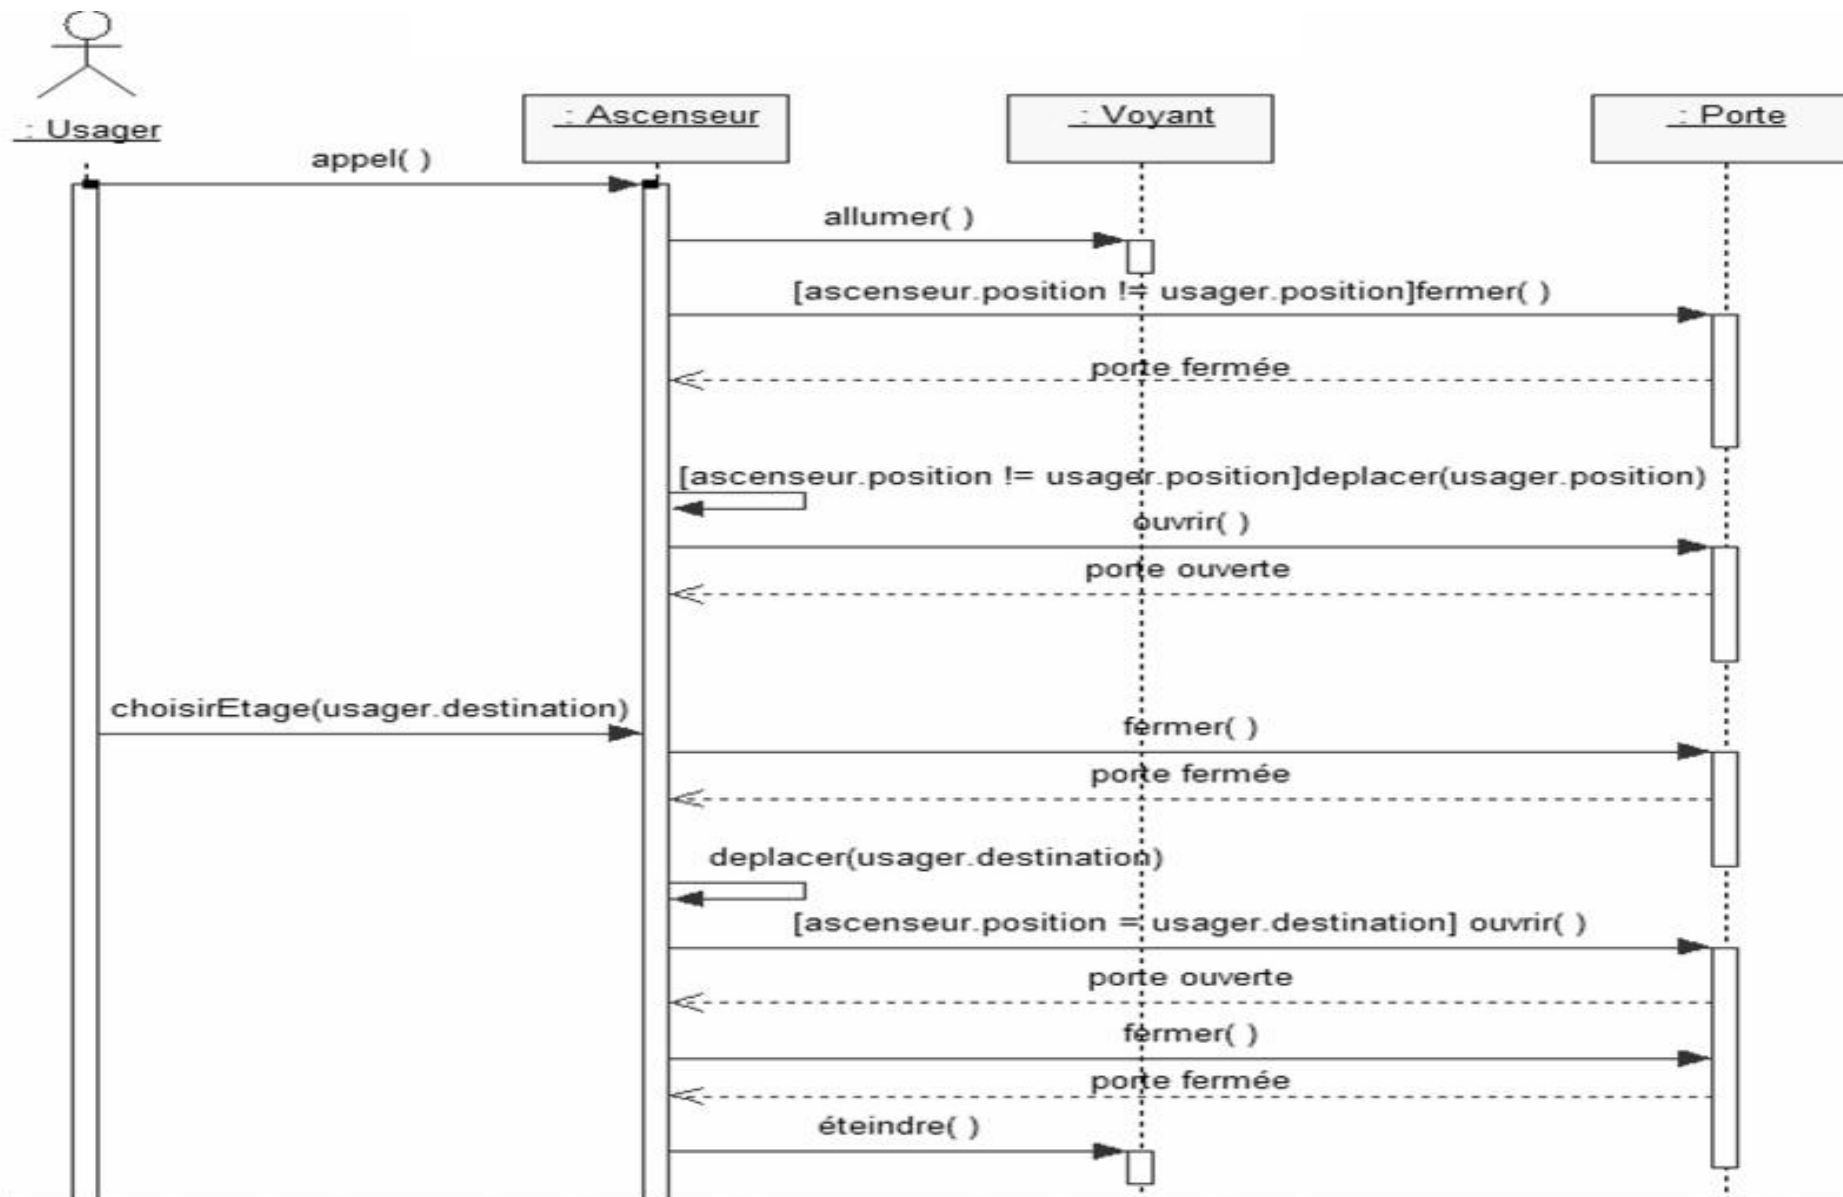 : Usager
: Ascenseur
: Voyant
: Porte
appel( )
allumer( )
[ascenseur.position != usager.position]fermer( )
porte fermée
[ascenseur.position != usager.position]deplacer(usager.position)
ouvrir( )
porte ouverte
choisirEtage(usager.destination)
fermer( )
porte fermée
deplacer(usager.destination)
[ascenseur.position = usager.destination] ouvrir( )
porte ouverte
fermer( )
porte fermée
éteindre( )